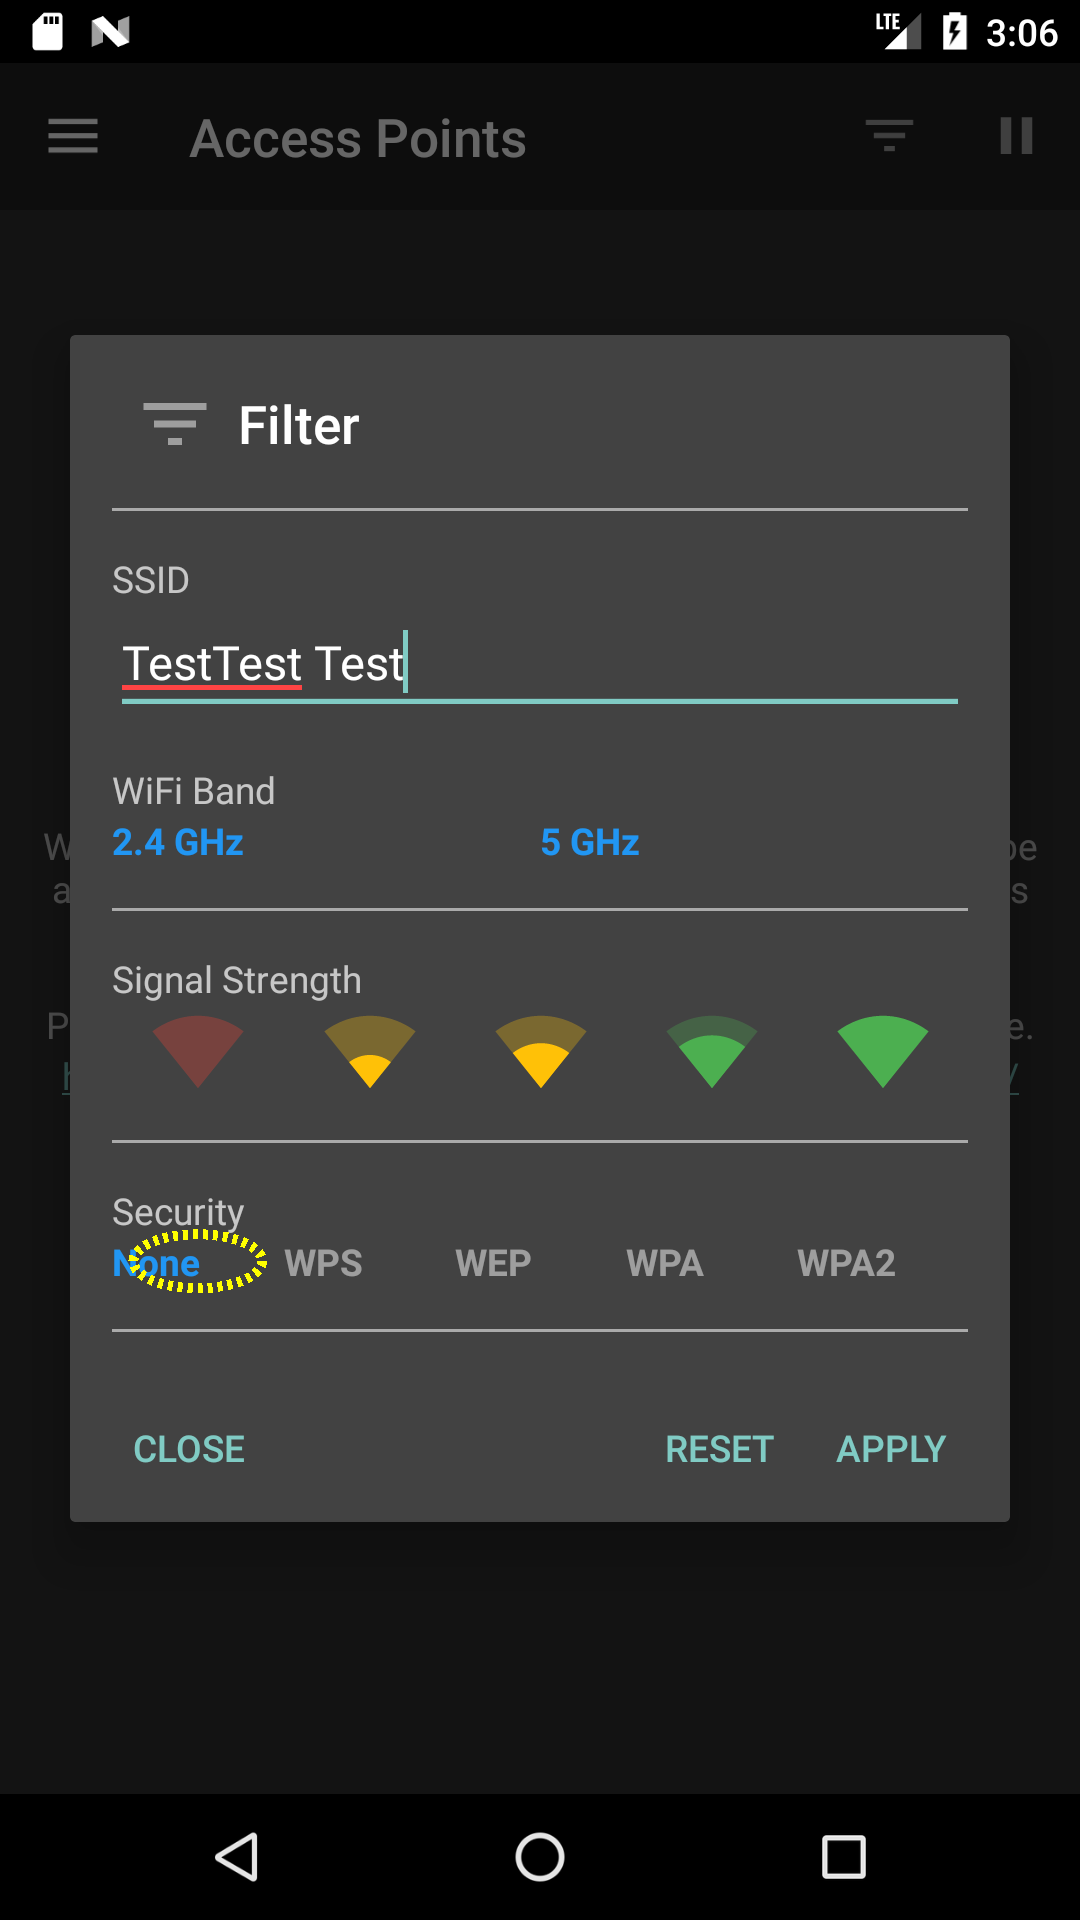 LTE 3:06
Access Points
Filter
SSID
TestTest Test
WiFi Band
2.4 GHz 5 GHz
Signal Strength
Security
None WPS WEP WPA WPA2
CLOSE RESET APPLY